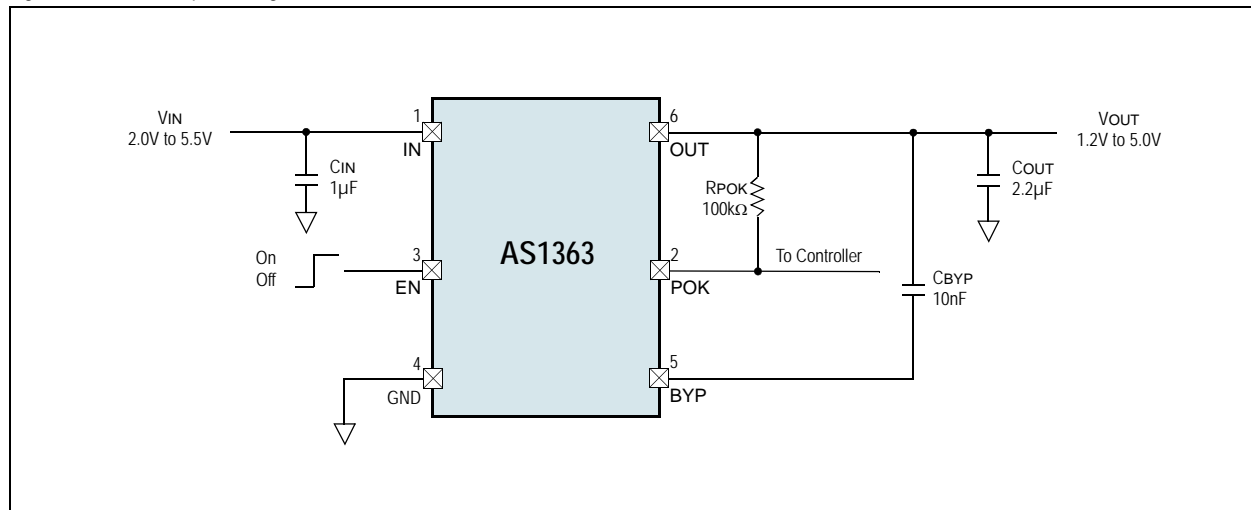 VIN
2.0V to 5.5V
CIN
1µF
On
Off
1
IN
3
EN
4
GND
AS1363
6
OUT
2
POK
5
BYP
RPOK
100kΩ
To Controller
CBYP
10nF
COUT
2.2µF
VOUT
1.2V to 5.0V